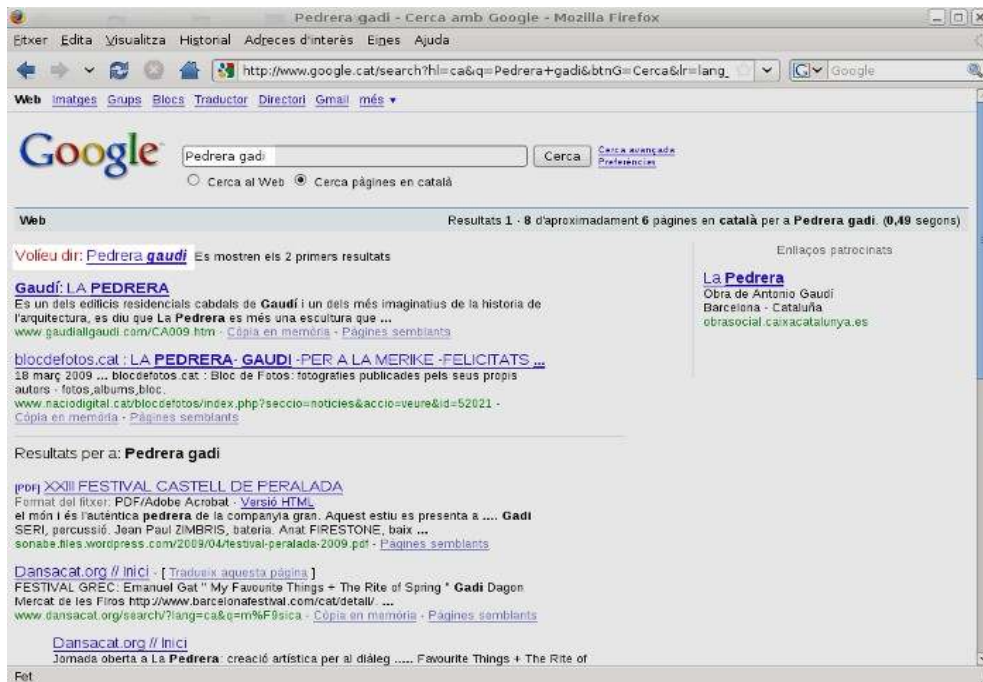 Pedrera gadi - Cerca amb Google - Mozilla Firefox
Fitxer Edita Visualitza Historial Adreces d'interès Eines Ajuda
http://www.google.cat/search?hl=ca&q=Pedrera+gadi&btnG=Cerca&lr=lang_ Google
Web Imatges Grups Blocs Traductor Directori Gmail més ▾
Google Pedrera gadi Cerca Cerca avançada
Preferències
Cerca al Web Cerca pàgines en català
Web Resultats 1 - 8 d'aproximadament 6 pàgines en català per a Pedrera gadi. (0,49 segons)
Volíeu dir: Pedrera gaudi Es mostren els 2 primers resultats
Enllaços patrocinats
Gaudí: LA PEDRERA
Es un dels edificis residencials cabdals de Gaudí i un dels més imaginatius de la historia de
l'arquitectura, es diu que La Pedrera es més una escultura que ...
www.gaudiallgaudi.com/CA009.htm - Còpia en memòria - Pàgines semblants
La Pedrera
Obra de Antonio Gaudí
Barcelona - Cataluña
obrasocial.caixacatalunya.es
blocdefotos.cat : LA PEDRERA- GAUDI -PER A LA MERIKE -FELICITATS ...
18 març 2009 ... blocdefotos.cat : Bloc de Fotos: fotografies publicades pels seus propis
autors - fotos,albums,bloc.
www.naciodigital.cat/blocdefotos/index.php?seccio=noticies&accio=veure&id=52021 -
Còpia en memòria - Pàgines semblants
Resultats per a: Pedrera gadi
[PDF] XXIII FESTIVAL CASTELL DE PERALADA
Format del fitxer: PDF/Adobe Acrobat - Versió HTML
el món i és l'autèntica pedrera de la companyia gran. Aquest estiu es presenta a .... Gadi
SERI, percussió. Jean Paul ZIMBRIS, bateria. Anat FIRESTONE, baix ...
sonabe.files.wordpress.com/2009/04/festival-peralada-2009.pdf - Pàgines semblants
Dansacat.org // Inici - [ Tradueix aquesta pàgina ]
FESTIVAL GREC: Emanuel Gat " My Favourite Things + The Rite of Spring " Gadi Dagon
Mercat de les Flros http://www.barcelonafestival.com/cat/detall/. ...
www.dansacat.org/search/?lang=ca&q=m%F9sica - Còpia en memòria - Pàgines semblants
Dansacat.org // Inici
Jornada oberta a La Pedrera: creació artística per al diàleg ..... Favourite Things + The Rite of
Fet